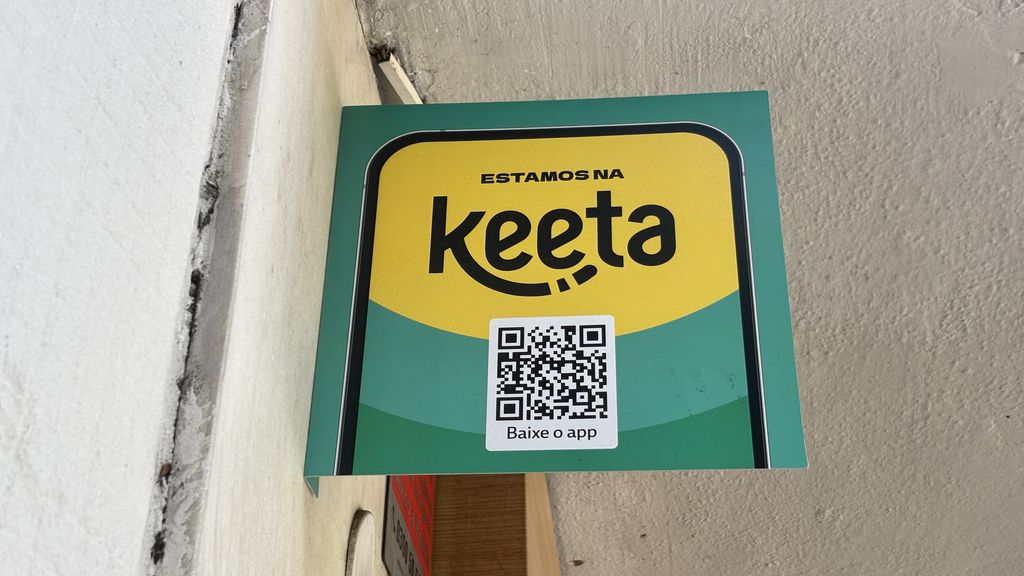 ESTAMOS NA
keeta
Baixe o app